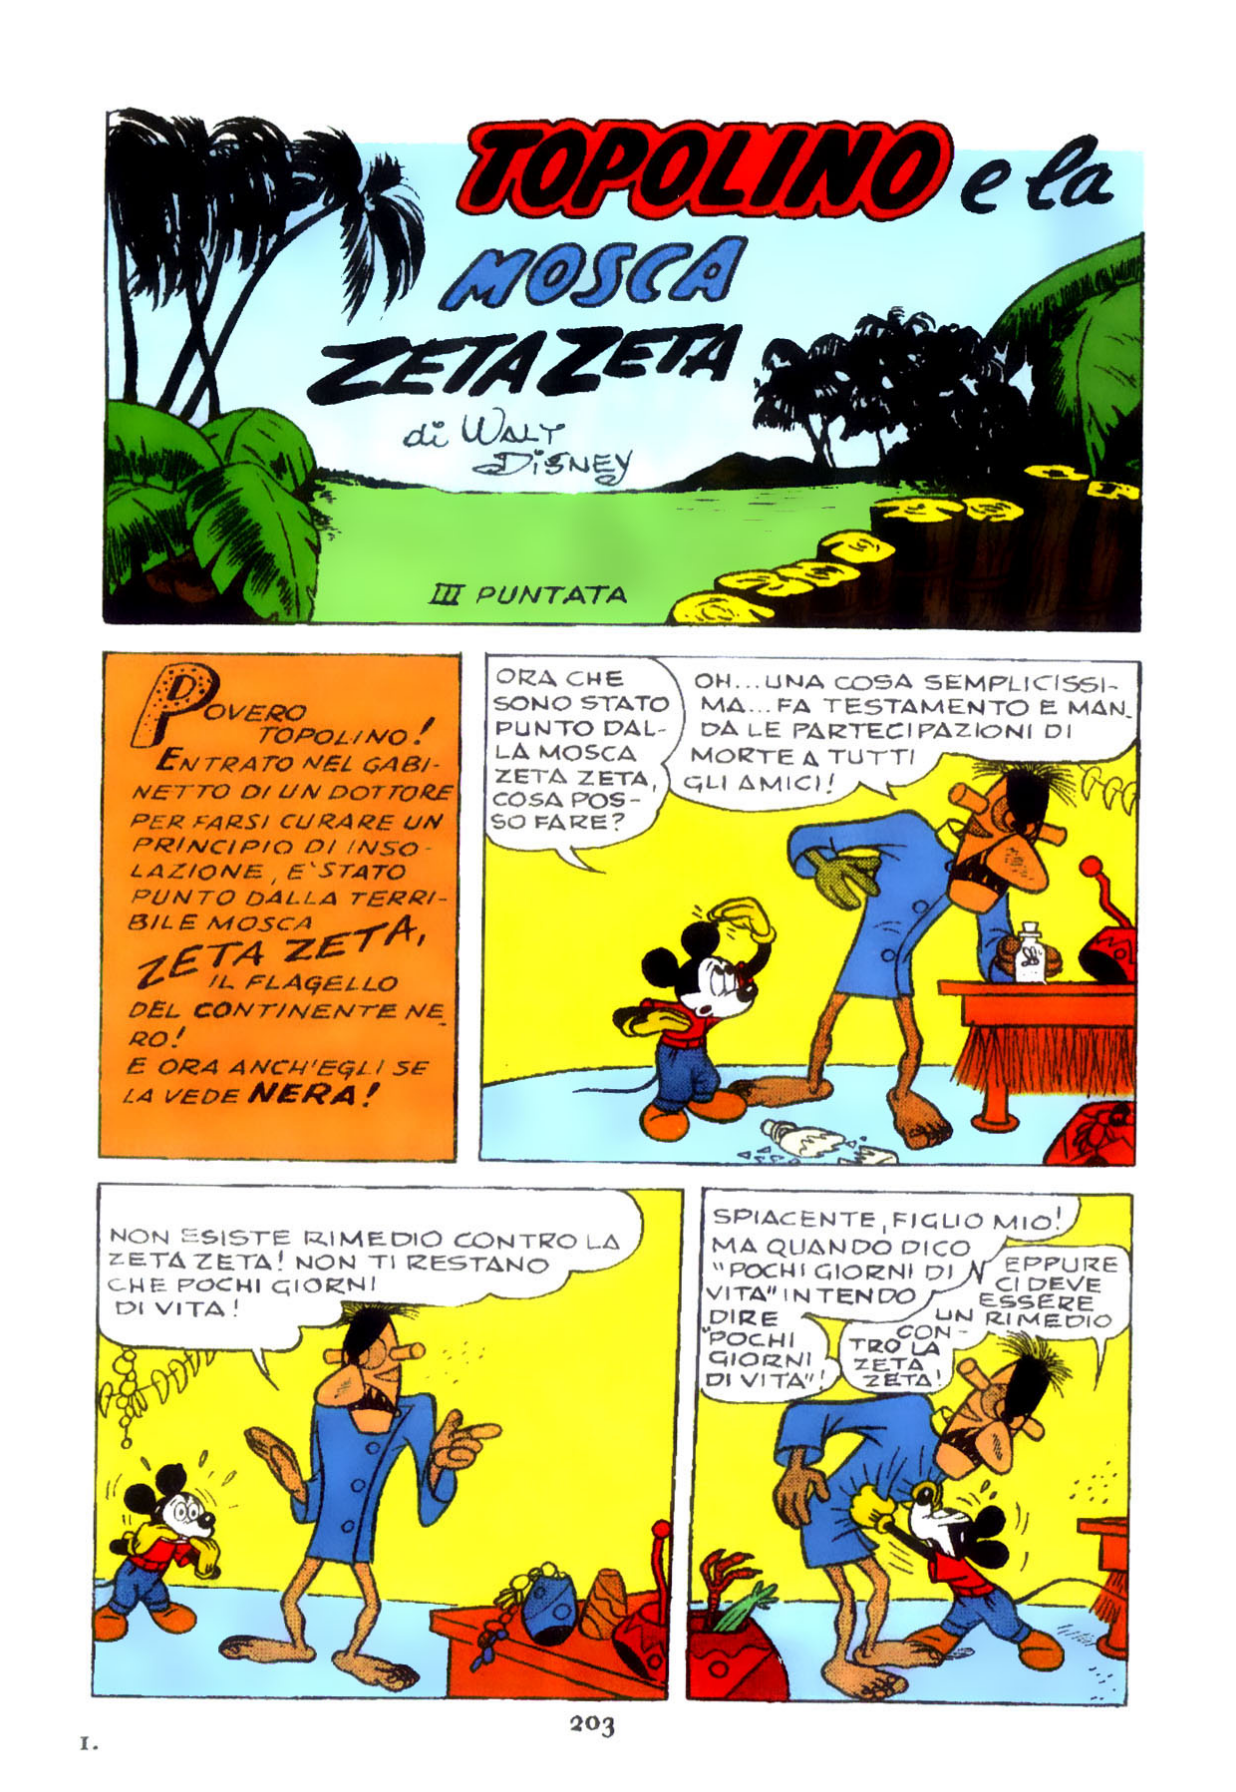 TOPOLINO e la
MOSCA
ZETA ZETA
di WALT
DISNEY
III PUNTATA
POVERO
TOPOLINO!
ENTRATO NEL GABI-
NETTO DI UN DOTTORE
PER FARSI CURARE UN
PRINCIPIO DI INSO-
LAZIONE, E' STATO
PUNTO DALLA TERRI-
BILE MOSCA
ZETA ZETA,
IL FLAGELLO
DEL CONTINENTE NE-
RO!
E ORA ANCH'EGLI SE
LA VEDE NERA!
ORA CHE
SONO STATO
PUNTO DAL-
LA MOSCA
ZETA ZETA,
COSA POS-
SO FARE?
OH...UNA COSA SEMPLICISSI-
MA... FA TESTAMENTO E MAN-
DA LE PARTECIPAZIONI DI
MORTE A TUTTI
GLI AMICI!
NON ESISTE RIMEDIO CONTRO LA
ZETA ZETA! NON TI RESTANO
CHE POCHI GIORNI
DI VITA!
SPIACENTE, FIGLIO MIO!
MA QUANDO DICO
"POCHI GIORNI DI
VITA" INTENDO
DIRE
"POCHI
GIORNI
DI VITA"!
EPPURE
CI DEVE
ESSERE
UN RIMEDIO
CON-
TRO LA
ZETA
ZETA!
203
1.